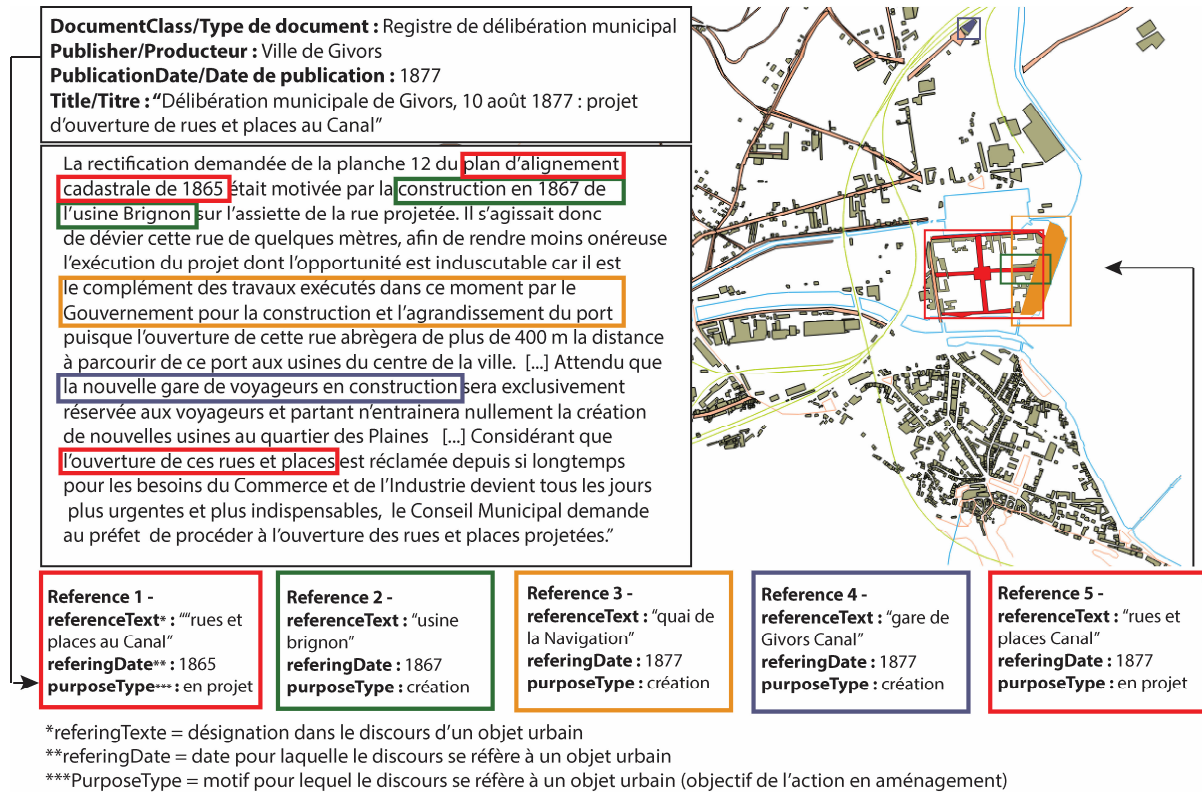 DocumentClass/Type de document : Registre de délibération municipal
Publisher/Producteur : Ville de Givors
PublicationDate/Date de publication : 1877
Title/Titre : “Délibération municipale de Givors, 10 août 1877 : projet
d’ouverture de rues et places au Canal”
La rectification demandée de la planche 12 du plan d’alignement
cadastrale de 1865 était motivée par la construction en 1867 de
l’usine Brignon sur l’assiette de la rue projetée. Il s’agissait donc
de dévier cette rue de quelques mètres, afin de rendre moins onéreuse
l’exécution du projet dont l’opportunité est induscutable car il est
le complément des travaux exécutés dans ce moment par le
Gouvernement pour la construction et l’agrandissement du port
puisque l’ouverture de cette rue abrègera de plus de 400 m la distance
à parcourir de ce port aux usines du centre de la ville. [...] Attendu que
la nouvelle gare de voyageurs en construction sera exclusivement
réservée aux voyageurs et partant n’entrainera nullement la création
de nouvelles usines au quartier des Plaines [...] Considérant que
l’ouverture de ces rues et places est réclamée depuis si longtemps
pour les besoins du Commerce et de l’Industrie devient tous les jours
plus urgentes et plus indispensables, le Conseil Municipal demande
au préfet de procéder à l’ouverture des rues et places projetées.”
Reference 1 -
referenceText* : ““rues et
places au Canal”
referingDate** : 1865
purposeType*** : en projet
Reference 2 -
referenceText : “usine
brignon”
referingDate : 1867
purposeType : création
Reference 3 -
referenceText : “quai de
la Navigation”
referingDate : 1877
purposeType : création
Reference 4 -
referenceText : “gare de
Givors Canal”
referingDate : 1877
purposeType : création
Reference 5 -
referenceText : “rues et
places Canal”
referingDate : 1877
purposeType : en projet
*referingTexte = désignation dans le discours d’un objet urbain
**referingDate = date pour laquelle le discours se réfère à un objet urbain
***PurposeType = motif pour lequel le discours se réfère à un objet urbain (objectif de l’action en aménagement)